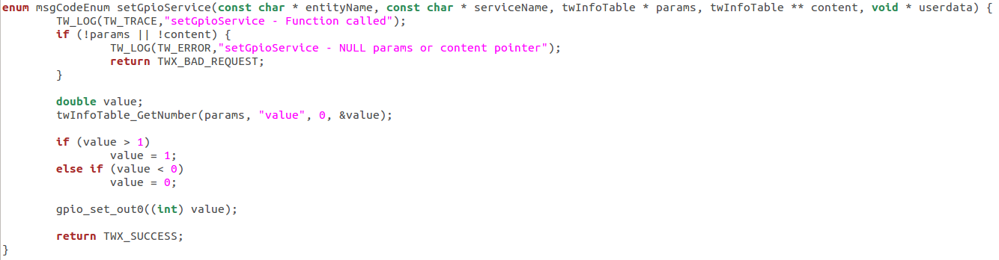 enum msgCodeEnum setGpioService(const char * entityName, const char * serviceName, twInfoTable * params, twInfoTable ** content, void * userdata) {
TW_LOG(TW_TRACE,"setGpioService - Function called");
if (!params || !content) {
TW_LOG(TW_ERROR,"setGpioService - NULL params or content pointer");
return TWX_BAD_REQUEST;
}
double value;
twInfoTable_GetNumber(params, "value", 0, &value);
if (value > 1)
value = 1;
else if (value < 0)
value = 0;
gpio_set_out0((int) value);
return TWX_SUCCESS;
}